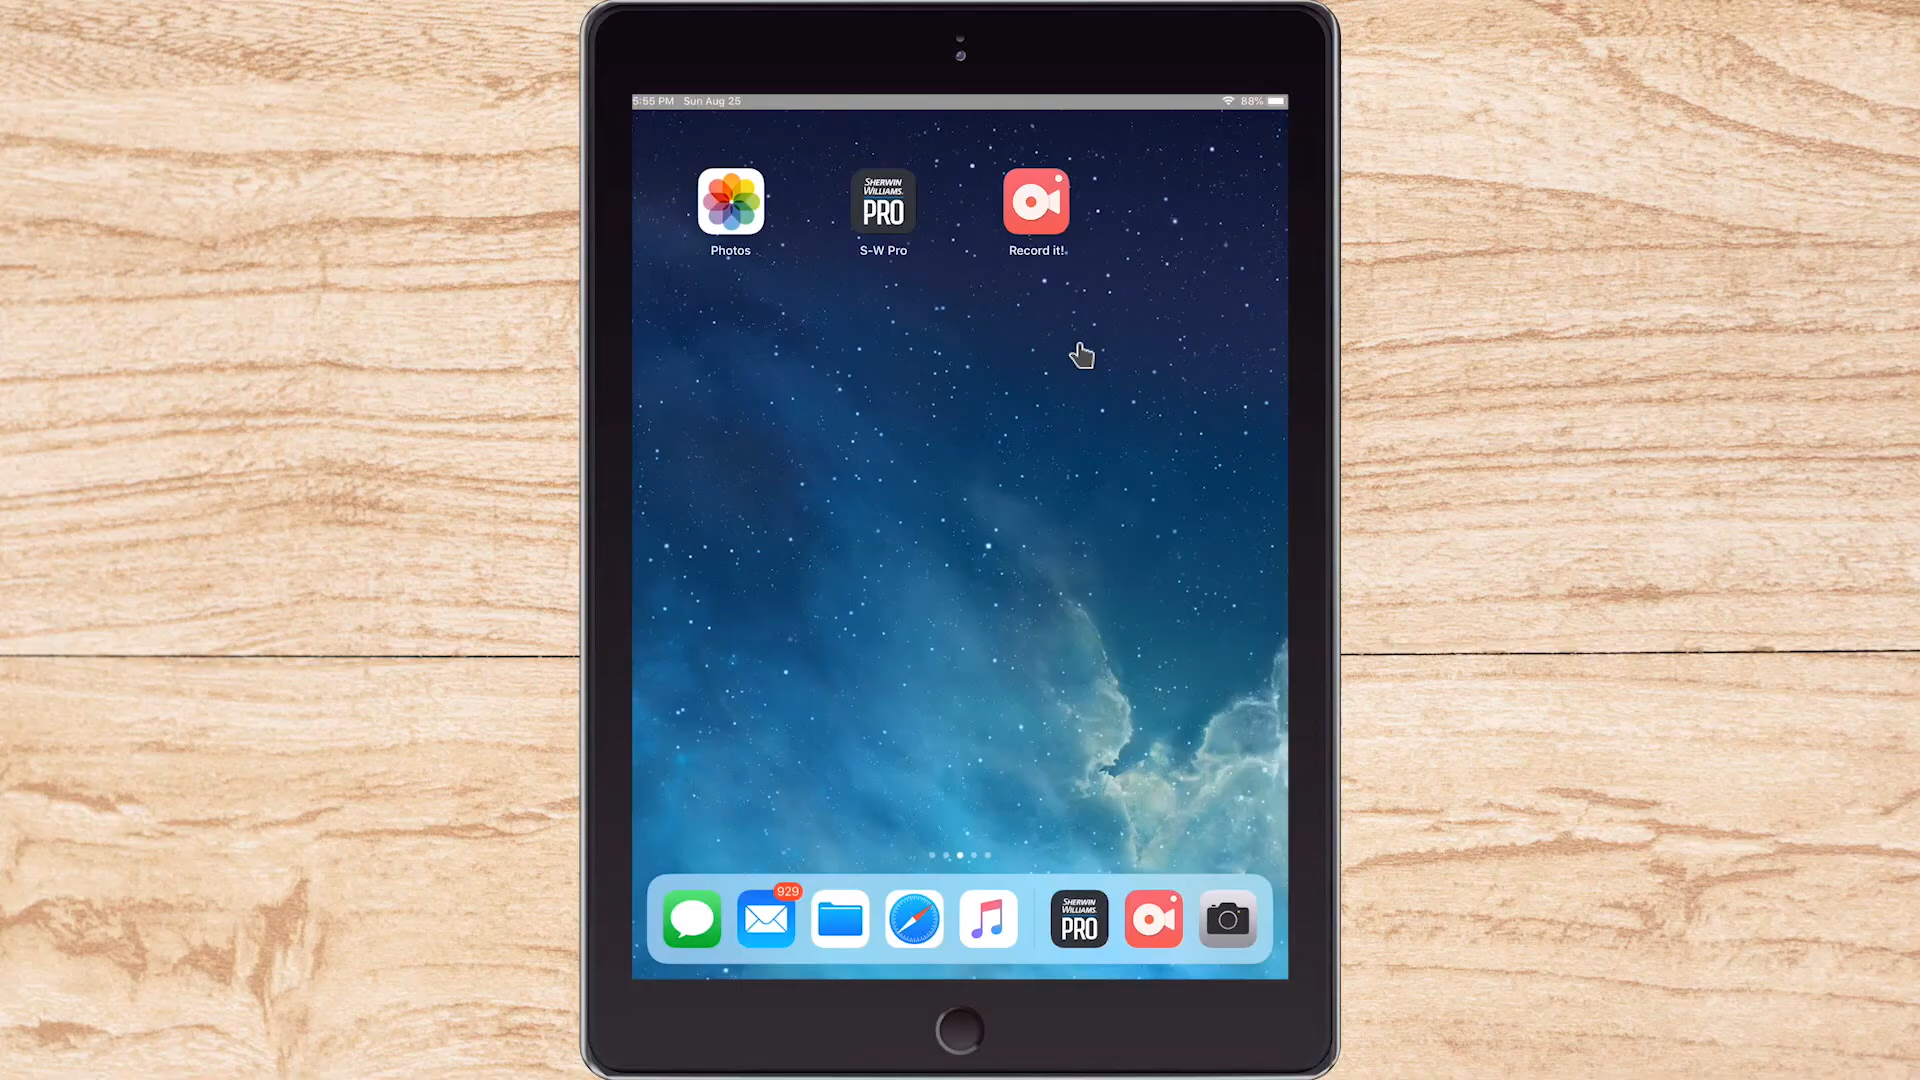 5:55 PM Sun Aug 25 88%
SHERWIN
WILLIAMS.
PRO
Photos
S-W Pro
Record it!
929
SHERWIN
WILLIAMS.
PRO